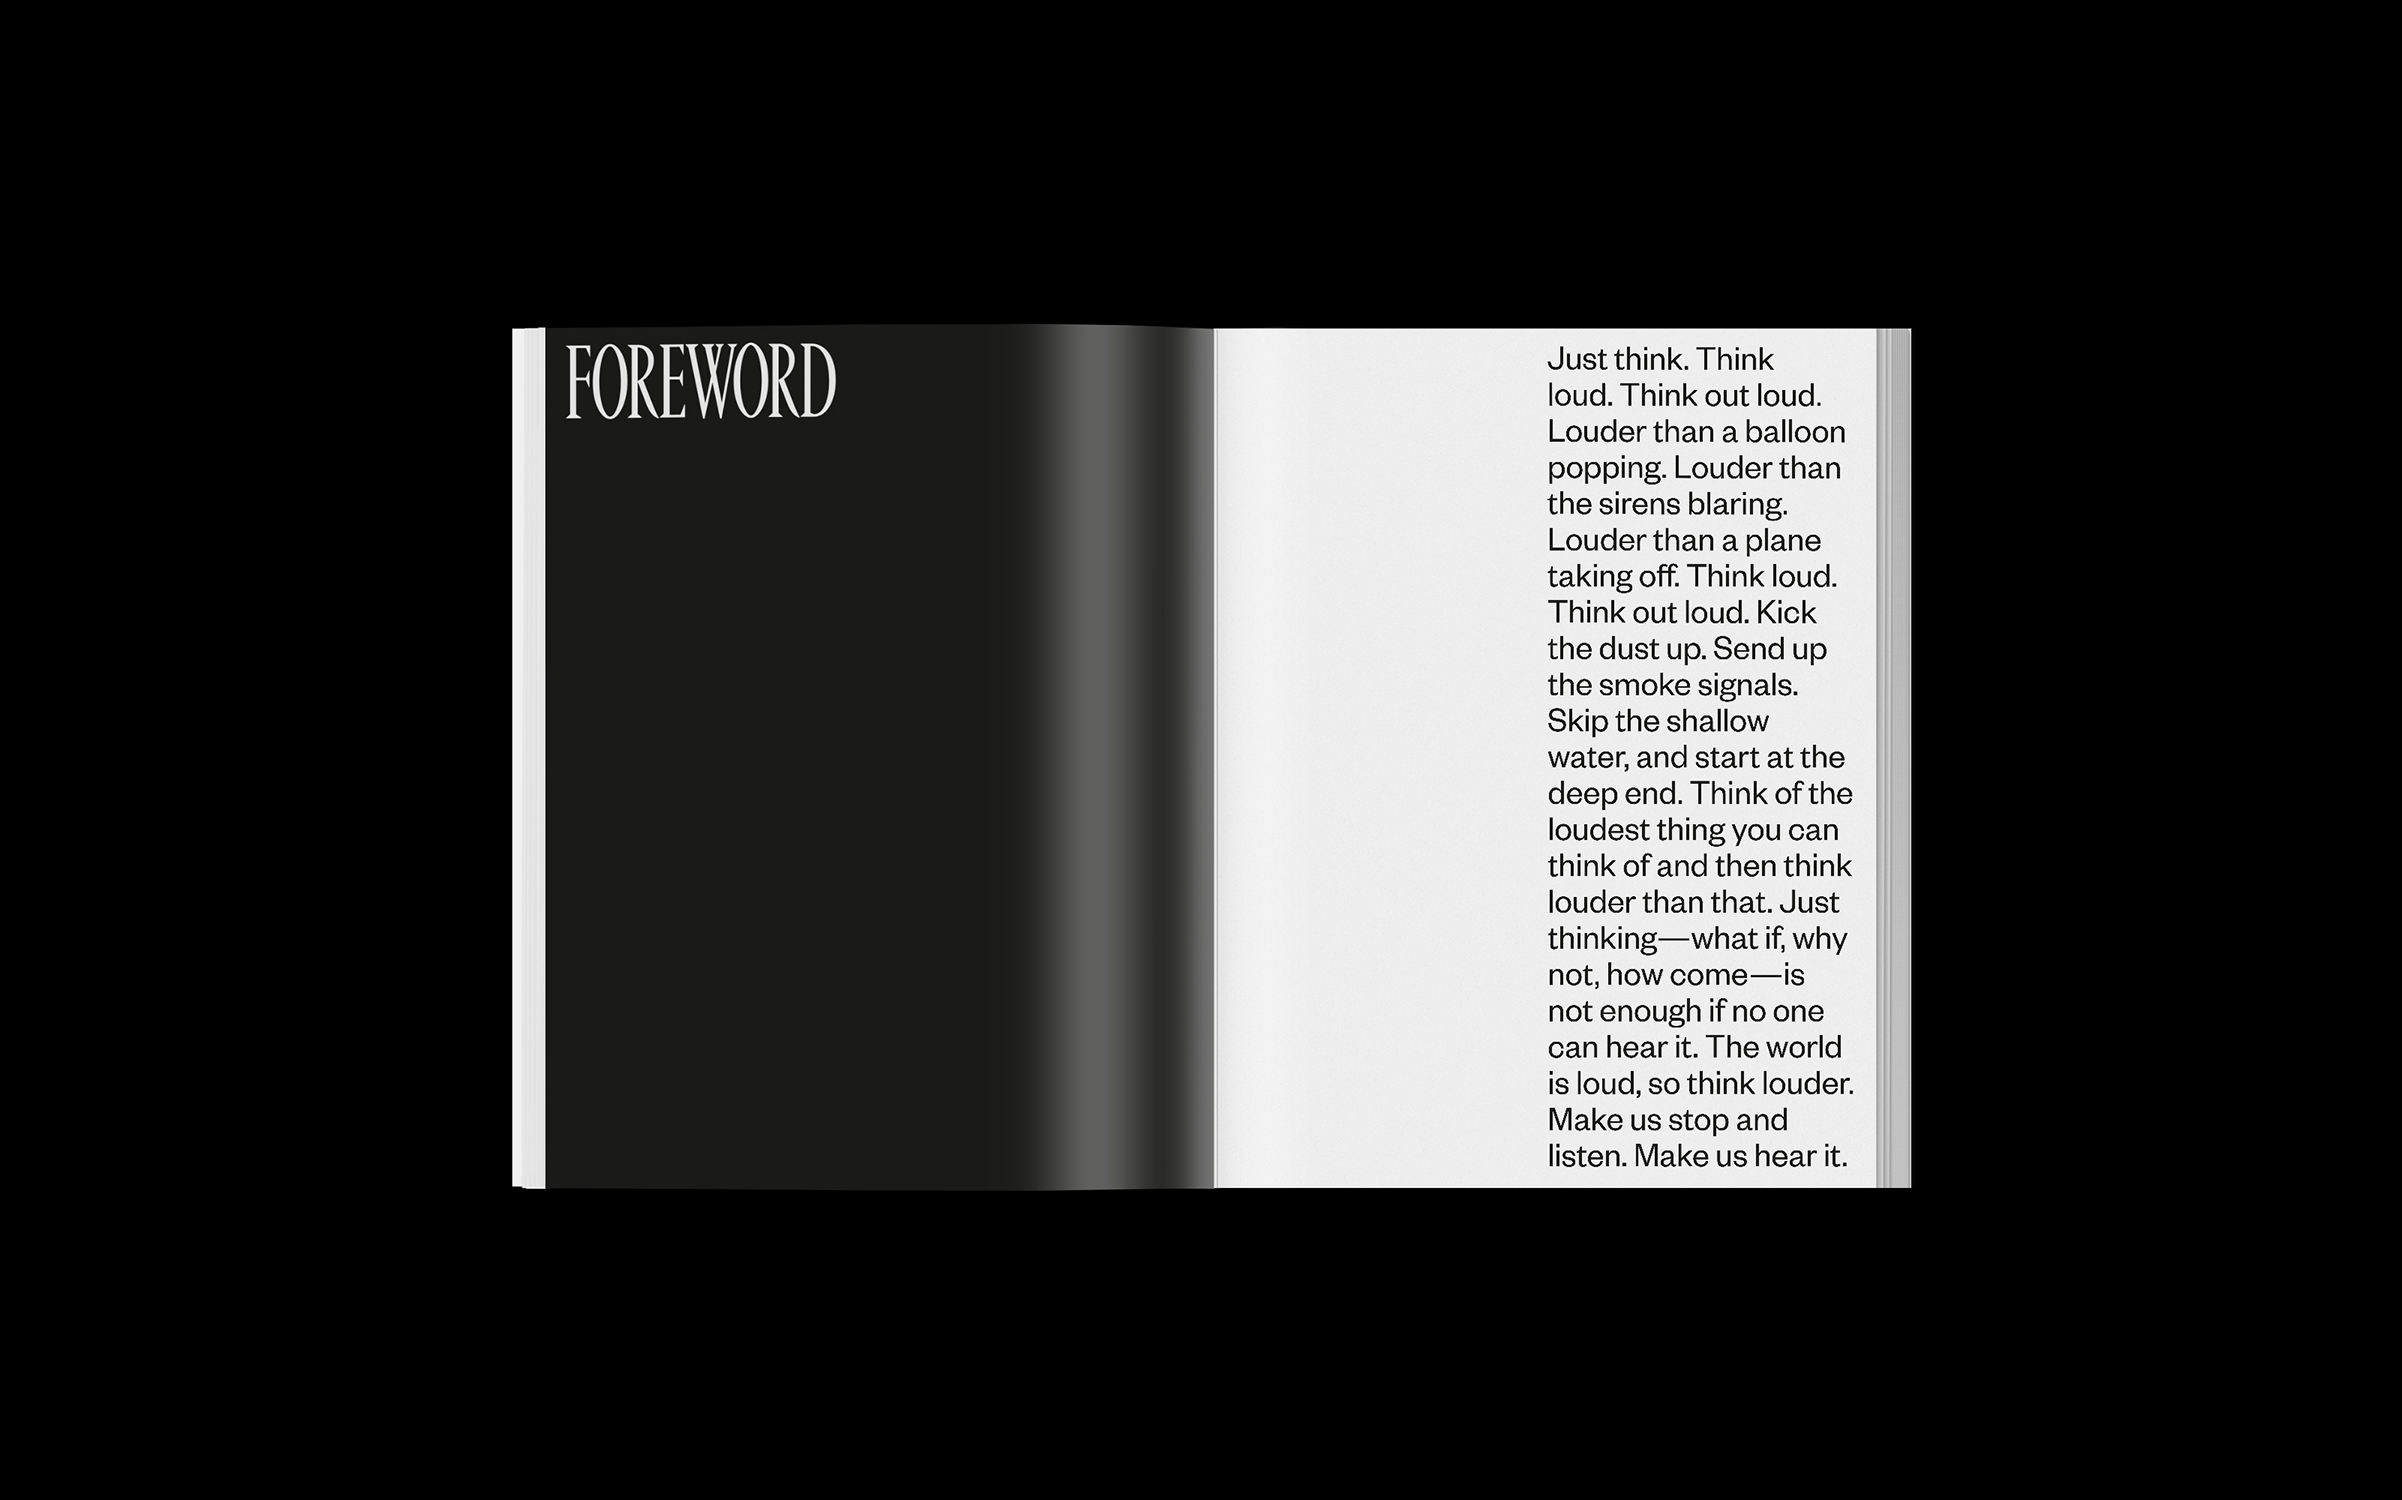 FOREWORD
Just think. Think
loud. Think out loud.
Louder than a balloon
popping. Louder than
the sirens blaring.
Louder than a plane
taking off. Think loud.
Think out loud. Kick
the dust up. Send up
the smoke signals.
Skip the shallow
water, and start at the
deep end. Think of the
loudest thing you can
think of and then think
louder than that. Just
thinking—what if, why
not, how come—is
not enough if no one
can hear it. The world
is loud, so think louder.
Make us stop and
listen. Make us hear it.